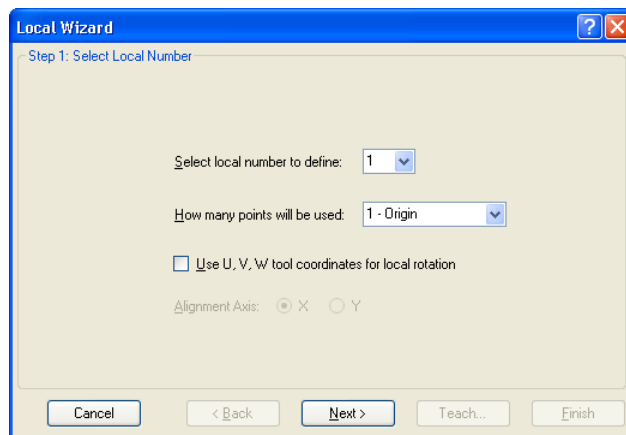 Local Wizard
Step 1: Select Local Number
Select local number to define: 1
How many points will be used: 1 - Origin
Use U, V, W tool coordinates for local rotation
Alignment Axis: X Y
Cancel < Back Next > Teach... Finish